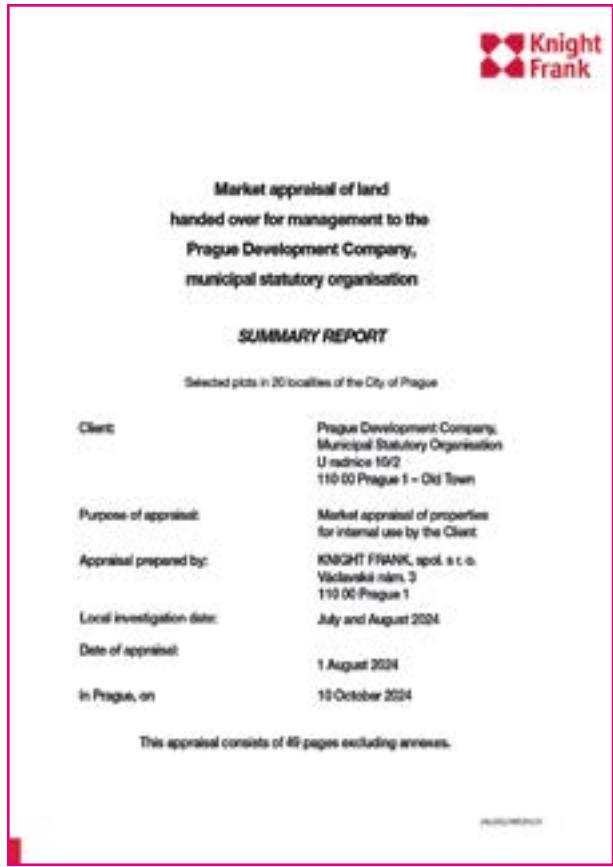 Knight
Frank
Market appraisal of land
handed over for management to the
Prague Development Company,
municipal statutory organisation
SUMMARY REPORT
Selected plots in 20 localities of the City of Prague
Client:
Prague Development Company,
Municipal Statutory Organisation
U radnice 10/2
110 00 Prague 1 – Old Town
Purpose of appraisal:
Market appraisal of properties
for internal use by the Client
Appraisal prepared by:
KNIGHT FRANK, spol. s r. o.
Václavské nám. 3
110 00 Prague 1
Local investigation date:
July and August 2024
Date of appraisal:
1 August 2024
In Prague, on
10 October 2024
This appraisal consists of 49 pages excluding annexes.